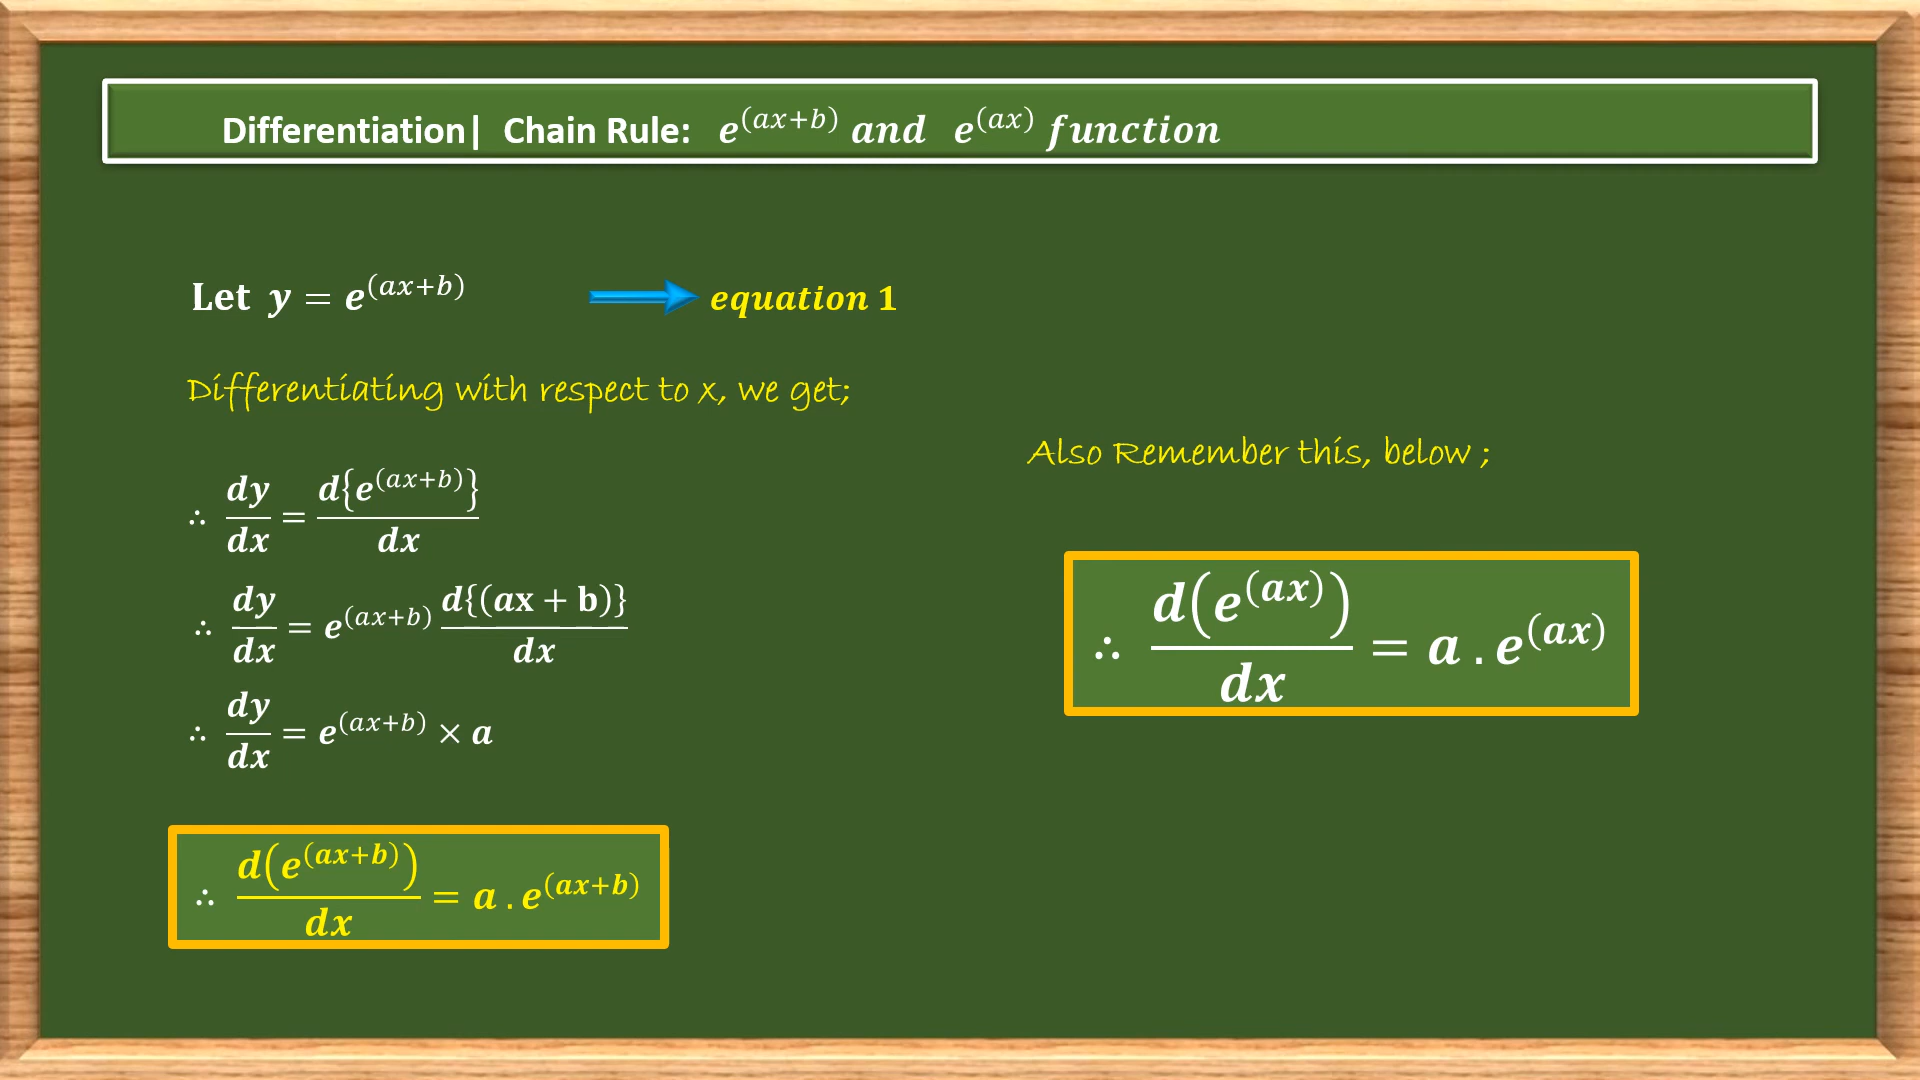 Differentiation| Chain Rule: e^(ax+b) and e^(ax) function
Let y = e^(ax+b) equation 1
Differentiating with respect to x, we get;
∴ dy/dx = d{e^(ax+b)}/dx
∴ dy/dx = e^(ax+b) d{(ax + b)}/dx
∴ dy/dx = e^(ax+b) × a
∴ d(e^(ax+b))/dx = a . e^(ax+b)
Also Remember this, below ;
∴ d(e^(ax))/dx = a . e^(ax)